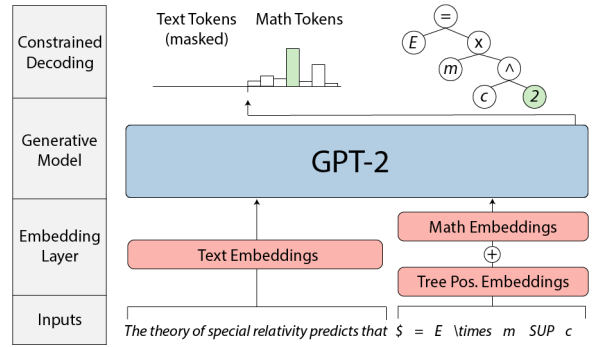 Constrained
Decoding
Text Tokens
(masked)
Math Tokens
=
E
x
m
^
c
2
Generative
Model
GPT-2
Embedding
Layer
Text Embeddings
Math Embeddings
+
Tree Pos. Embeddings
Inputs
The theory of special relativity predicts that $ = E \times m SUP c